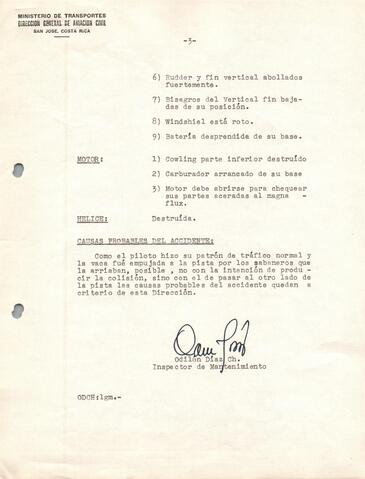 MINISTERIO DE TRANSPORTES
DIRECCION GENERAL DE AVIACION CIVIL
SAN JOSE, COSTA RICA
-3-
6) Rudder y fin vertical abollados
fuertemente.
7) Bisagros del Vertical fin baja-
das de su posición.
8) Windshiel está roto.
9) Batería desprendida de su base.
MOTOR: 1) Cowling parte inferior destruído
2) Carburador arrancado de su base
3) Motor debe abrirse para chequear
sus partes aceradas al magna -
flux.
HELICE: Destruída.
CAUSAS PROBABLES DEL ACCIDENTE:
Como el piloto hizo su patrón de tráfico normal y
la vaca fué empujada a la pista por los sabaneros que
la arriaban, posible , no con la intención de produ -
cir la colisión, sino con el de pasar al otro lado de
la pista las causas probables del accidente quedan a
criterio de esta Dirección.
Odilón Díaz Ch.
Inspector de Mantenimiento
ODCH:lgm.-